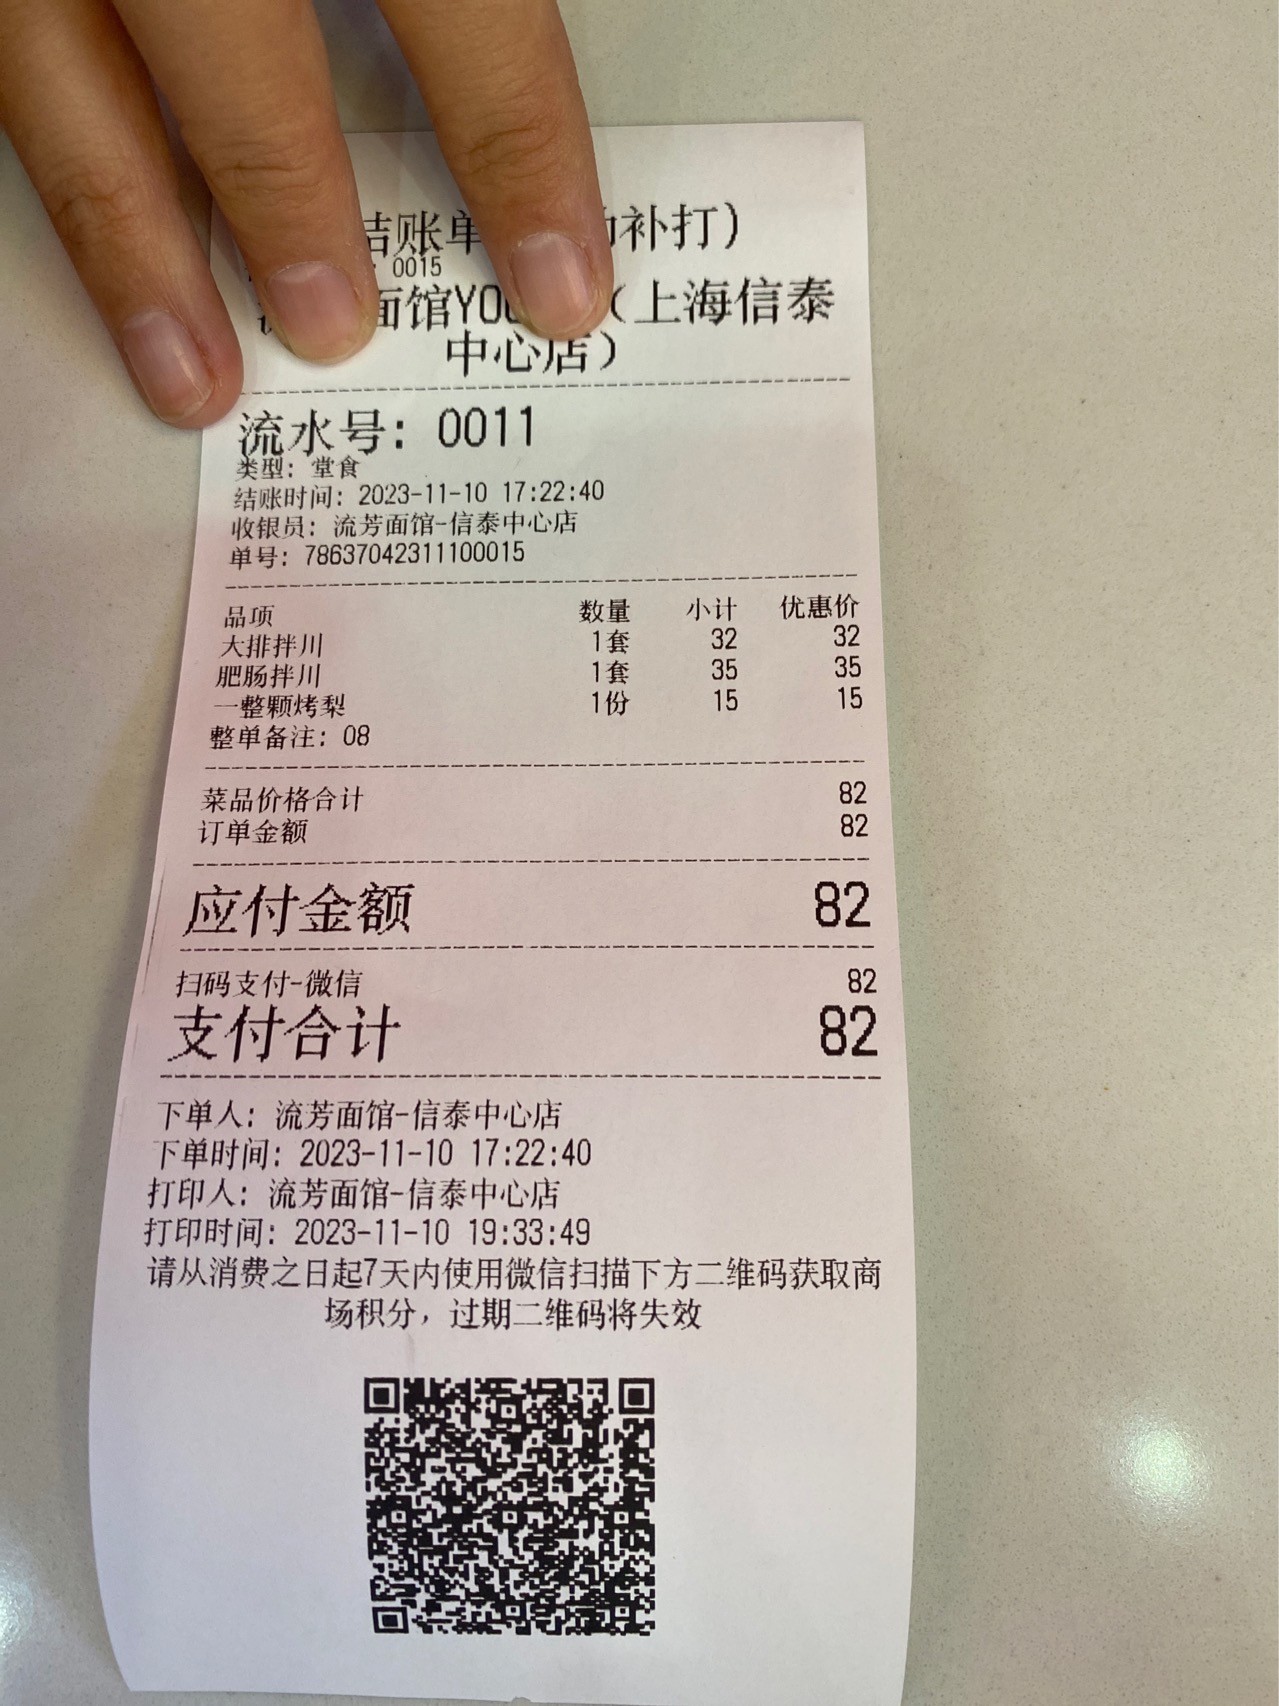 结账单 补打)
0015
面馆YO (上海信泰
中心店)
流水号: 0011
类型: 堂食
结账时间: 2023-11-10 17:22:40
收银员: 流芳面馆-信泰中心店
单号: 78637042311100015
品项 数量 小计 优惠价
大排拌川 1套 32 32
肥肠拌川 1套 35 35
一整颗烤梨 1份 15 15
整单备注: 08
菜品价格合计 82
订单金额 82
应付金额 82
扫码支付-微信 82
支付合计 82
下单人: 流芳面馆-信泰中心店
下单时间: 2023-11-10 17:22:40
打印人: 流芳面馆-信泰中心店
打印时间: 2023-11-10 19:33:49
请从消费之日起7天内使用微信扫描下方二维码获取商
场积分，过期二维码将失效